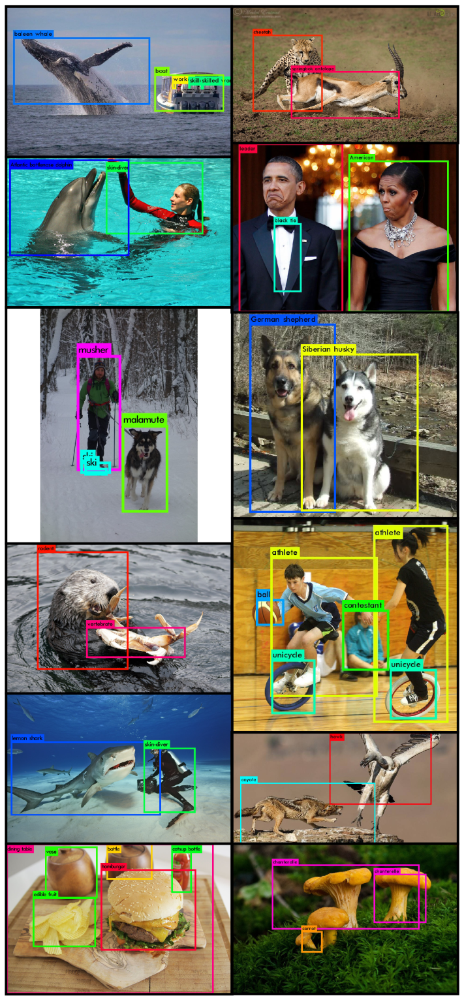 baleen whale
boat
work
skill
skilled wor
cheetah
springbok antelope
Atlantic bottlenose dolphin
skin-diver
leader
American
black tie
musher
malamute
ski
ski
German shepherd
Siberian husky
rodent
vertebrate
athlete
athlete
ball
contestant
unicycle
unicycle
lemon shark
skin-diver
hawk
coyote
dining table
vase
bottle
catsup bottle
hamburger
edible fruit
chanterelle
chanterelle
carrot